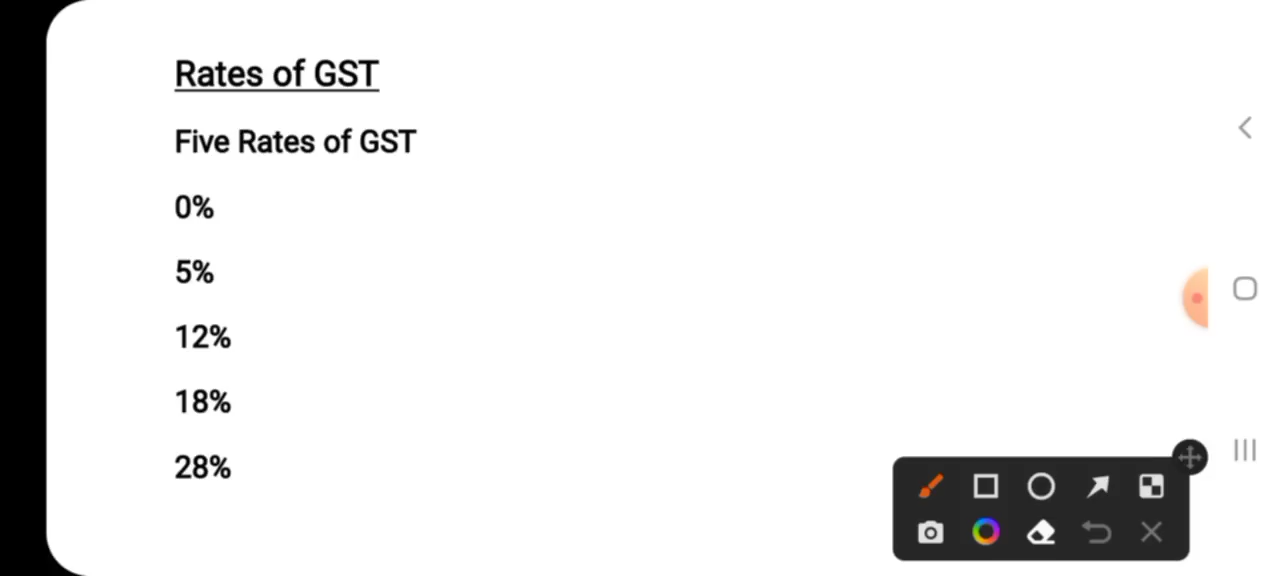 Rates of GST
Five Rates of GST
0%
5%
12%
18%
28%